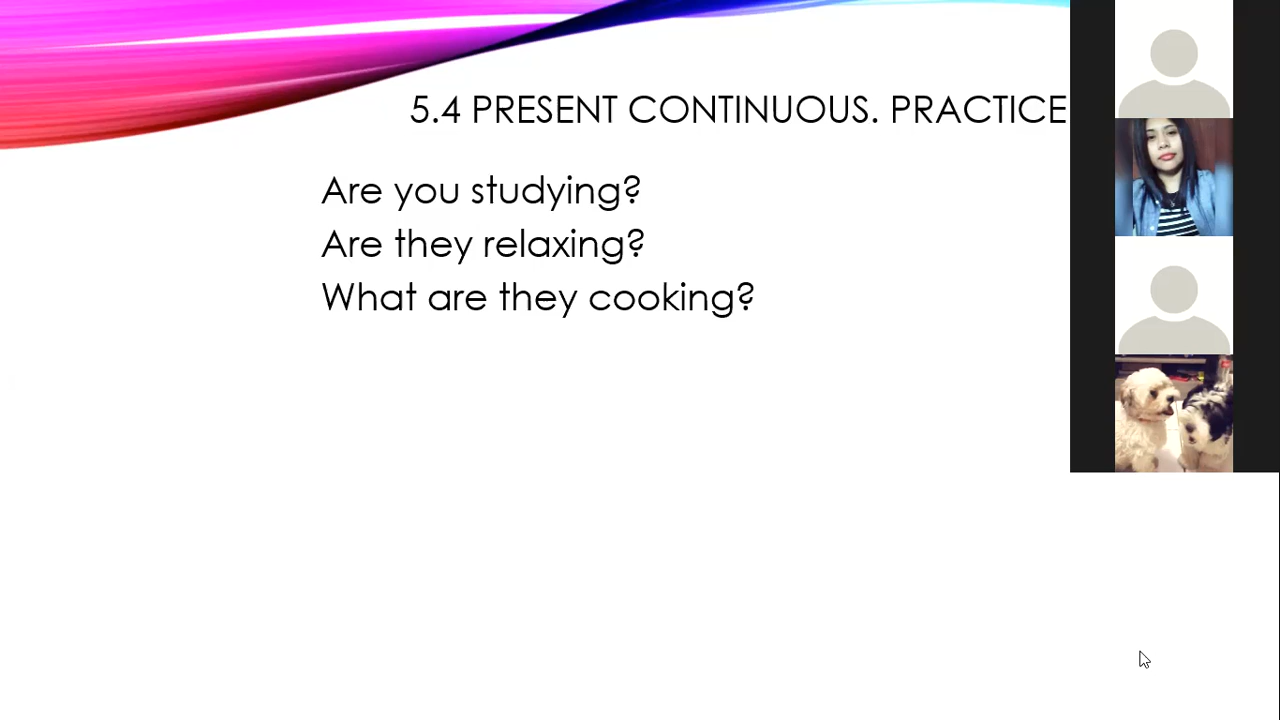 5.4 PRESENT CONTINUOUS. PRACTICE
Are you studying?
Are they relaxing?
What are they cooking?